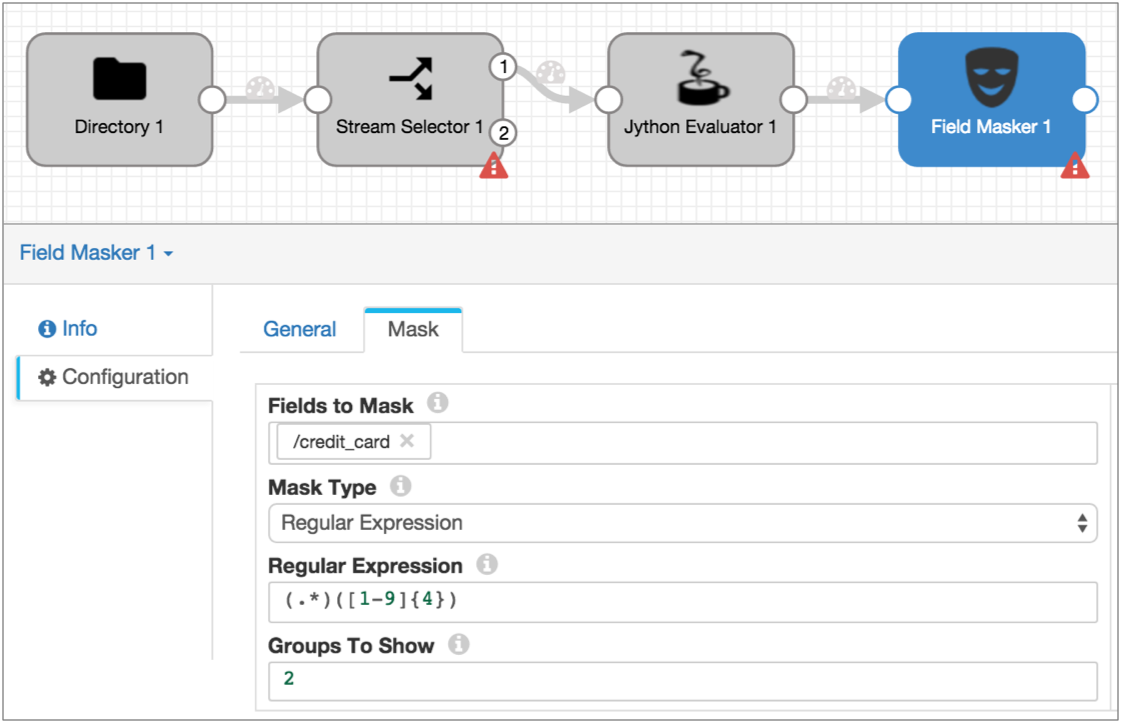 1
Directory 1
Stream Selector 1
2
Jython Evaluator 1
Field Masker 1
Field Masker 1
Info
General
Mask
Configuration
Fields to Mask
/credit_card
Mask Type
Regular Expression
Regular Expression
(.*)([1-9]{4})
Groups To Show
2